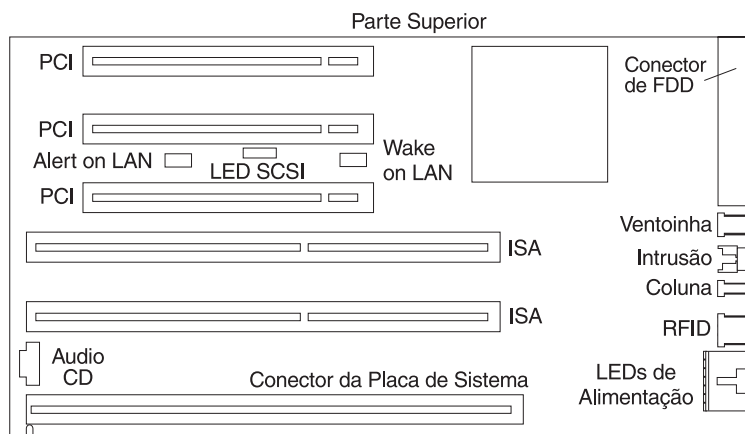 Parte Superior
PCI
Conector
de FDD
PCI
Alert on LAN
LED SCSI
Wake
on LAN
PCI
Ventoinha
ISA
Intrusão
Coluna
ISA
RFID
Audio
CD
Conector da Placa de Sistema
LEDs de
Alimentação